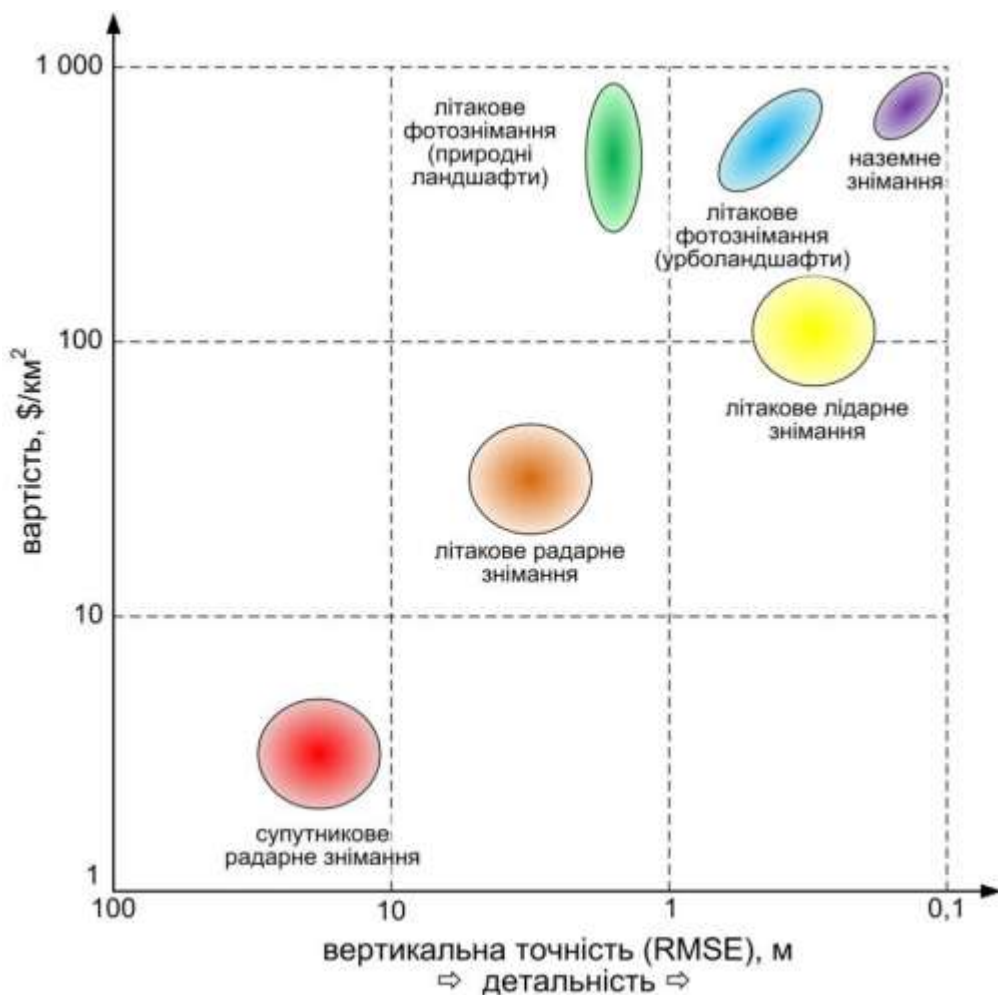 1 000
літакове
фотознімання
(природні
ландшафти)
наземне
знімання
літакове
фотознімання
(урболандшафти)
100
вартість, $/км²
літакове лідарне
знімання
літакове радарне
знімання
10
супутникове
радарне знімання
1
100
10
1
0,1
вертикальна точність (RMSE), м
⇨ детальність ⇨